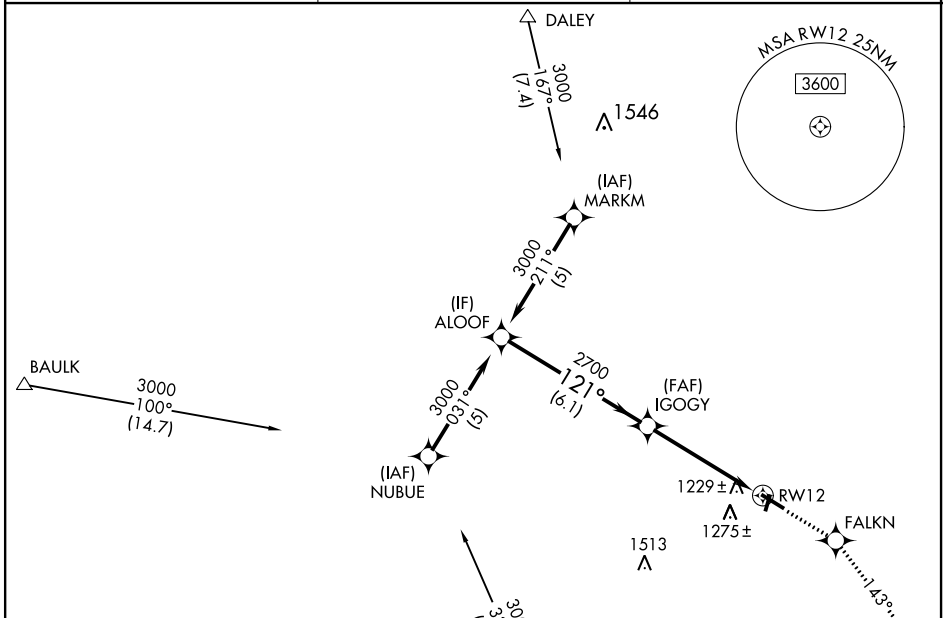 DALEY
3000
167°
(7.4)
1546
MSA RW12 25NM
3600
(IAF)
MARKM
3000
211°
(5)
(IF)
ALOOF
BAULK
3000
100°
(14.7)
3000
031°
(5)
2700
121°
(6.1)
(FAF)
IGOGY
(IAF)
NUBUE
1229±
RW12
1275±
FALKN
1513
143°